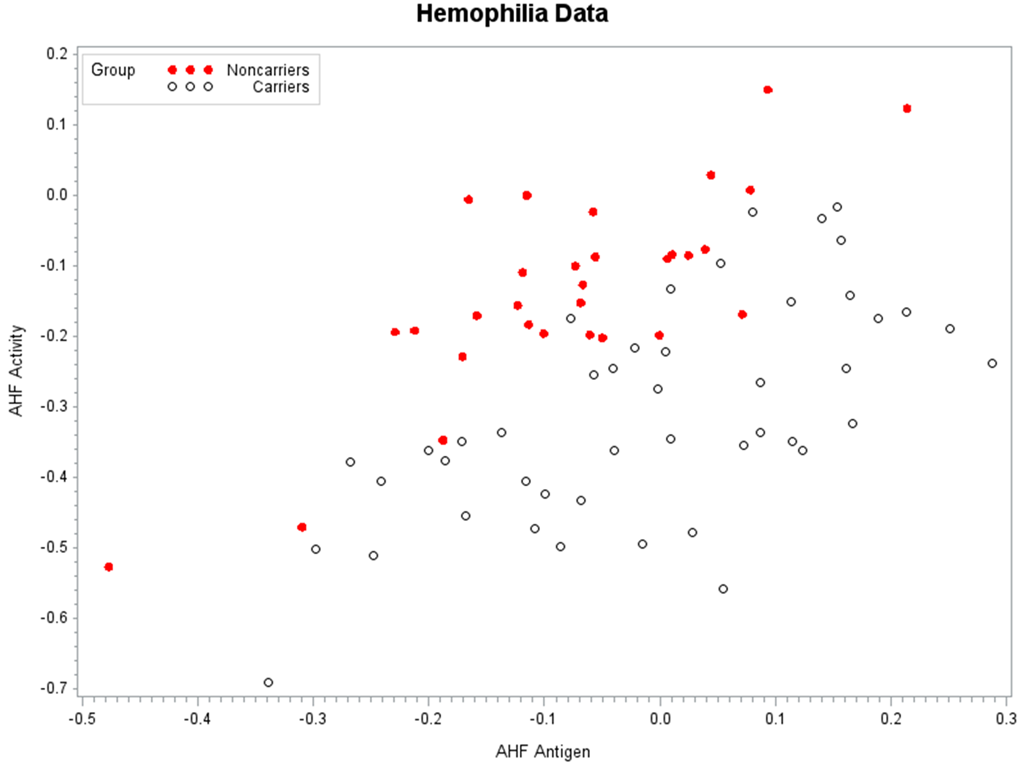 Hemophilia Data
Group Noncarriers
Carriers
0.2
0.1
0.0
-0.1
-0.2
-0.3
-0.4
-0.5
-0.6
-0.7
AHF Activity
-0.5 -0.4 -0.3 -0.2 -0.1 0.0 0.1 0.2 0.3
AHF Antigen